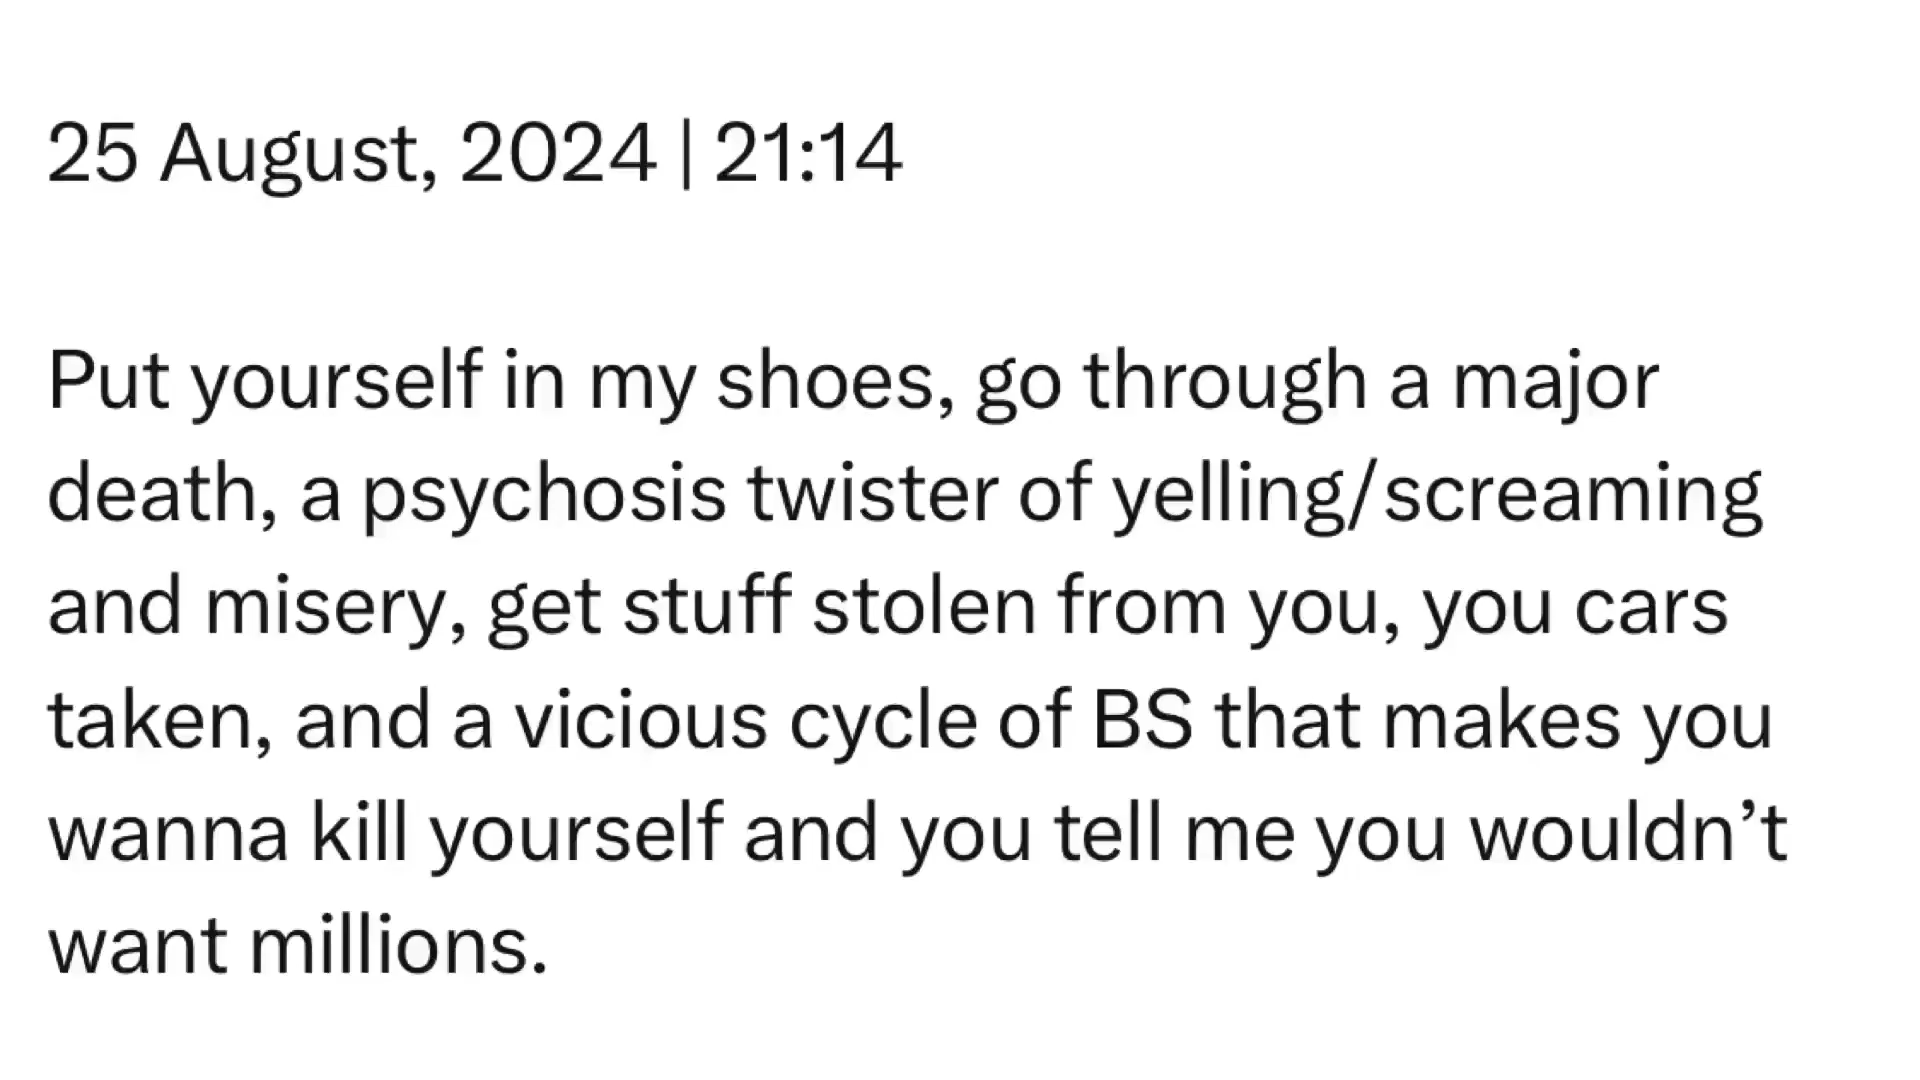 25 August, 2024 | 21:14
Put yourself in my shoes, go through a major
death, a psychosis twister of yelling/screaming
and misery, get stuff stolen from you, you cars
taken, and a vicious cycle of BS that makes you
wanna kill yourself and you tell me you wouldn’t
want millions.